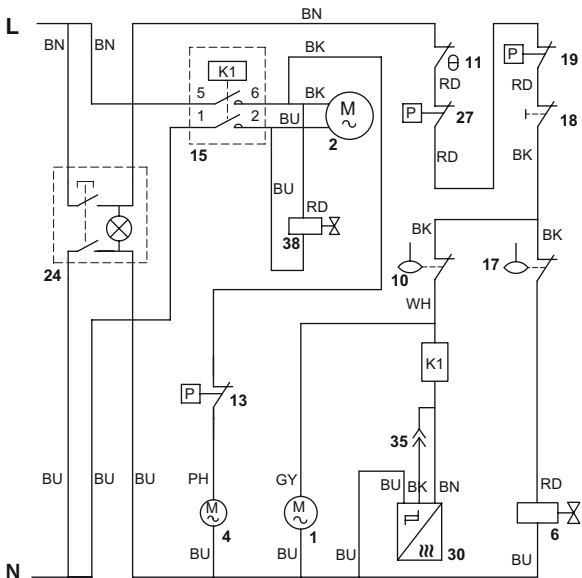 BN
L
BN BN
K1
BK
P
19
11
5 6
BK
M
RD
RD
1 2
BU
P
27
18
15
2
RD
BK
BU
RD
38
24
BK
BK
10
17
WH
K1
P
13
35
BU BU BU
PH
GY
BU BK BN
RD
M
M
4
1
30
6
BU
BU
BU
BU
N